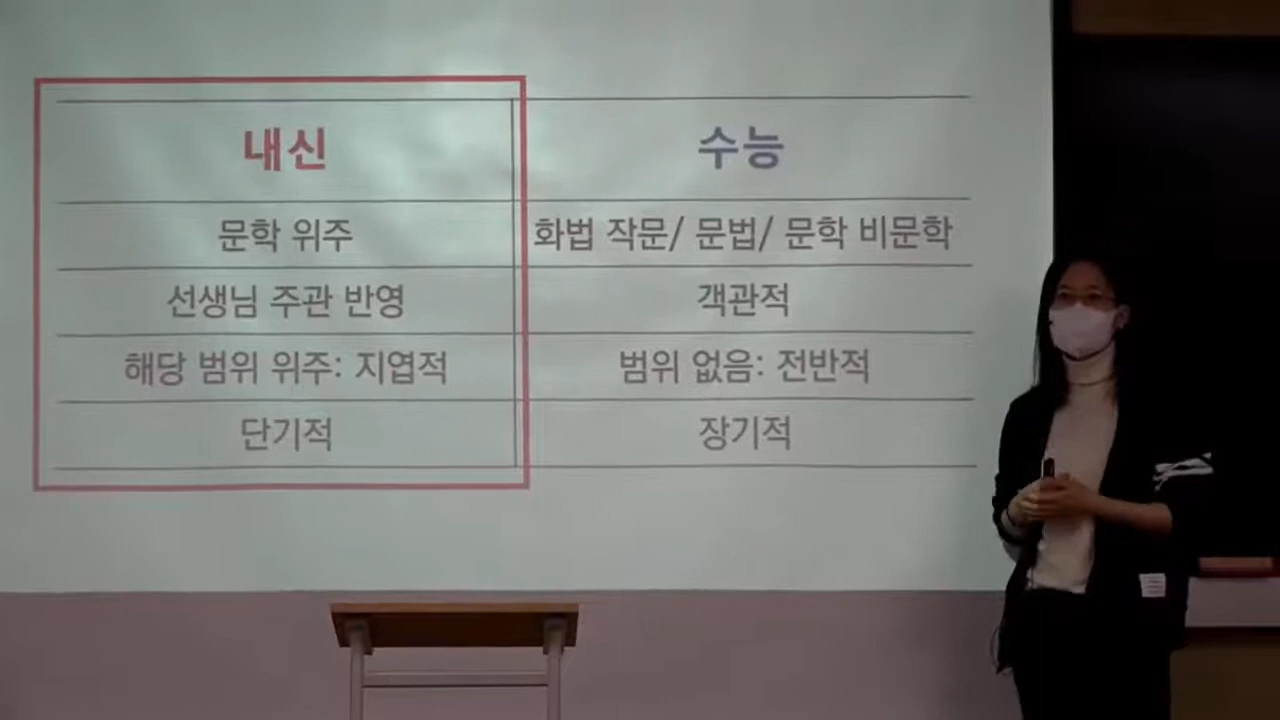 내신 수능
문학 위주 화법 작문/ 문법/ 문학 비문학
선생님 주관 반영 객관적
해당 범위 위주: 지엽적 범위 없음: 전반적
단기적 장기적